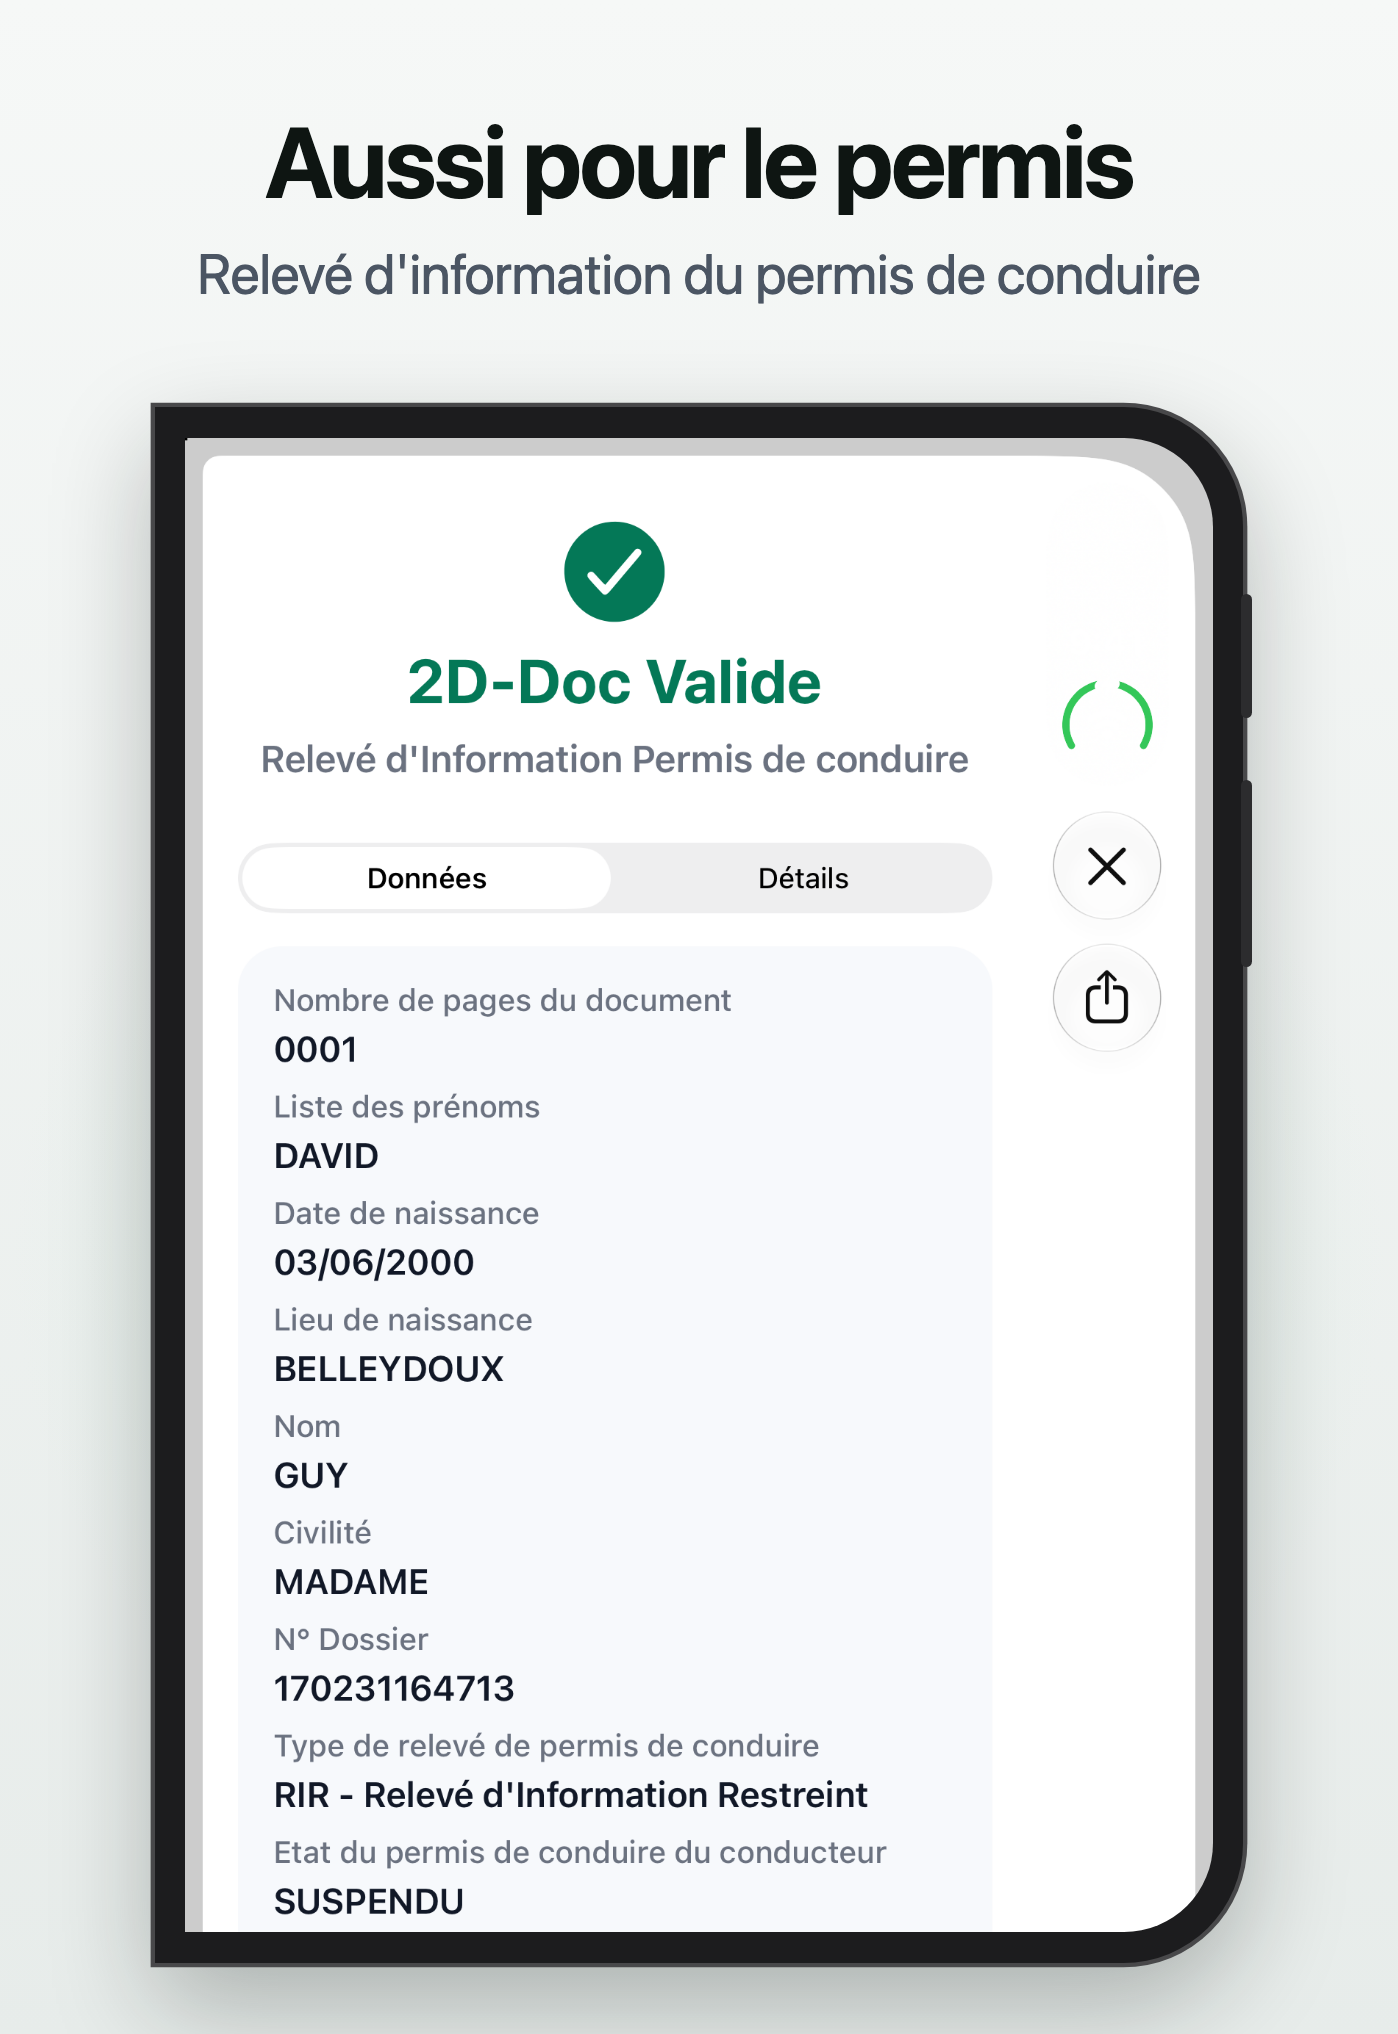 Aussi pour le permis
Relevé d'information du permis de conduire
2D-Doc Valide
Relevé d'Information Permis de conduire
Données
Détails
Nombre de pages du document
0001
Liste des prénoms
DAVID
Date de naissance
03/06/2000
Lieu de naissance
BELLEYDOUX
Nom
GUY
Civilité
MADAME
N° Dossier
170231164713
Type de relevé de permis de conduire
RIR - Relevé d'Information Restreint
Etat du permis de conduire du conducteur
SUSPENDU